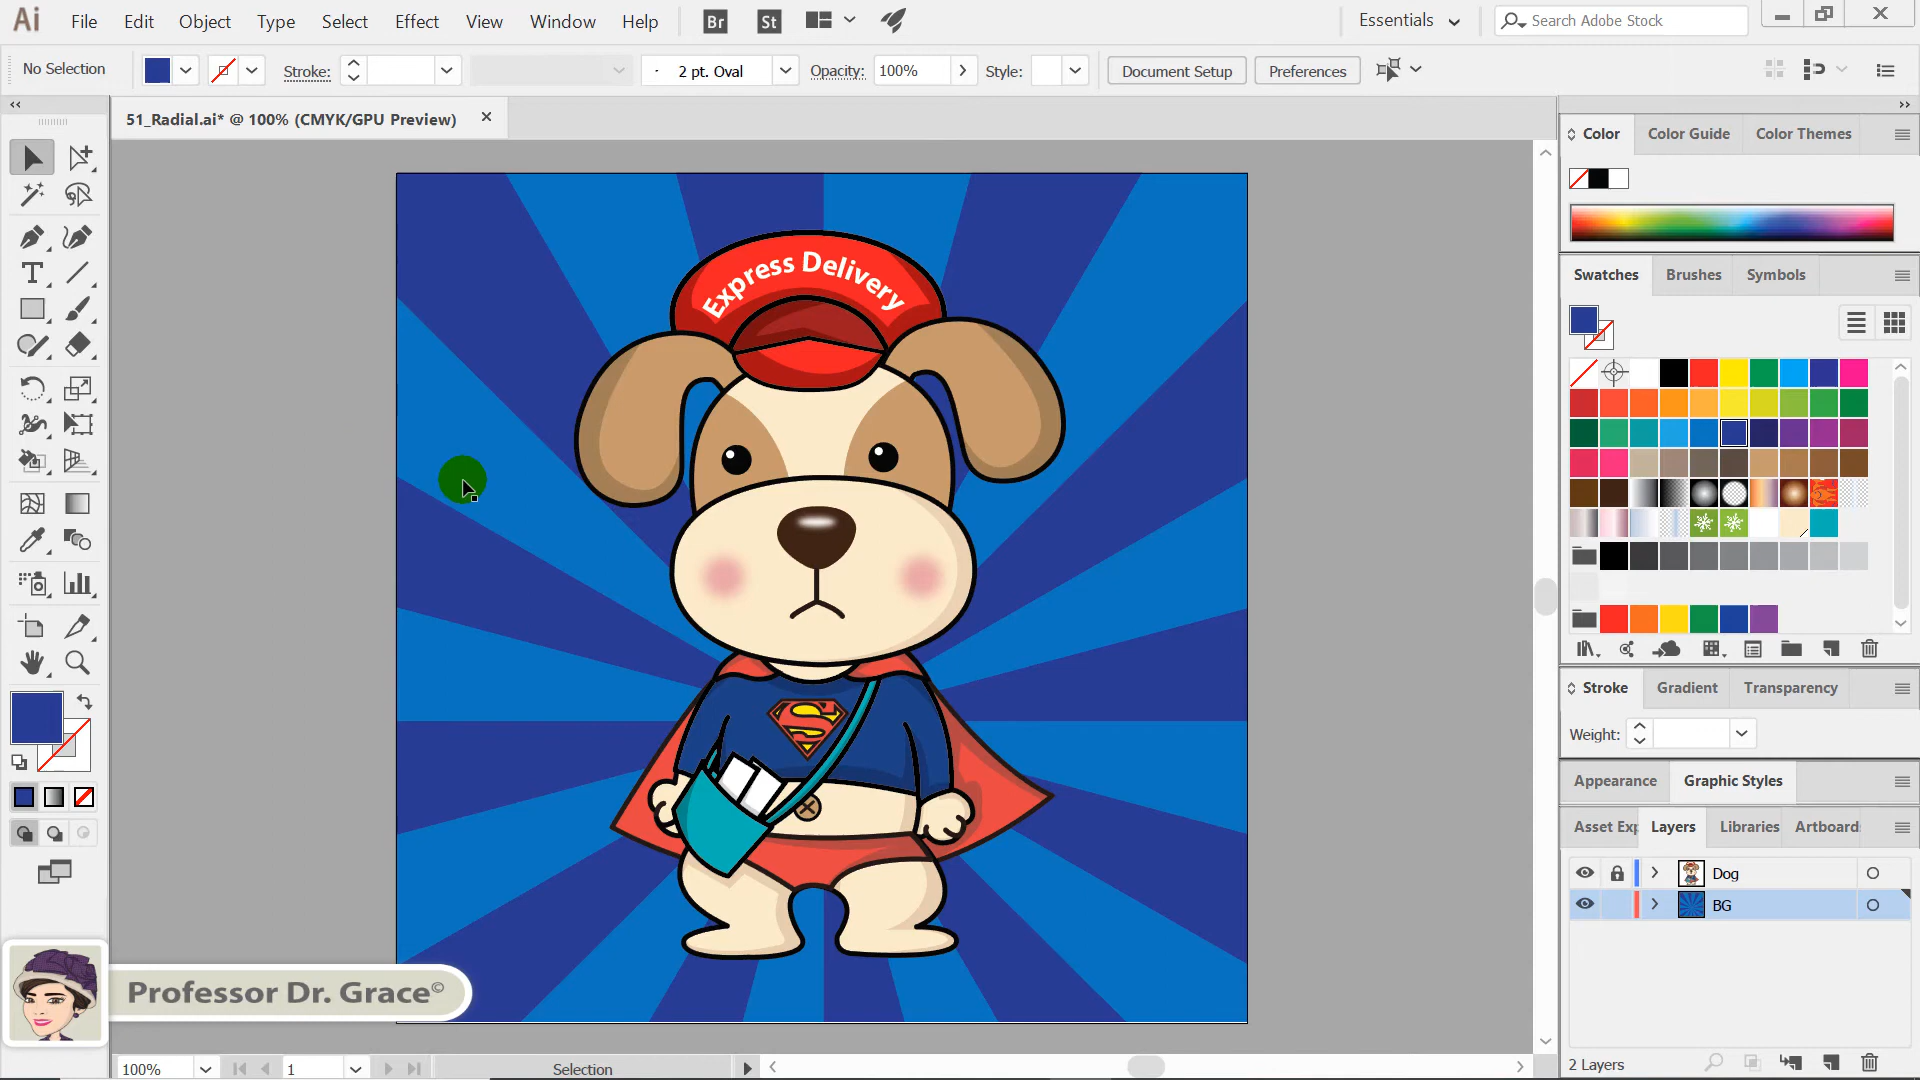 Ai File Edit Object Type Select Effect View Window Help Br St Essentials Search Adobe Stock
No Selection Stroke: 2 pt. Oval Opacity: 100% Style: Document Setup Preferences
51_Radial.ai* @ 100% (CMYK/GPU Preview)
Color Color Guide Color Themes
Express Delivery
S
Swatches Brushes Symbols
Stroke Gradient Transparency
Weight:
Appearance Graphic Styles
Asset Exp Layers Libraries Artboard
Dog
BG
Professor Dr. Grace©
100% 1 Selection
2 Layers